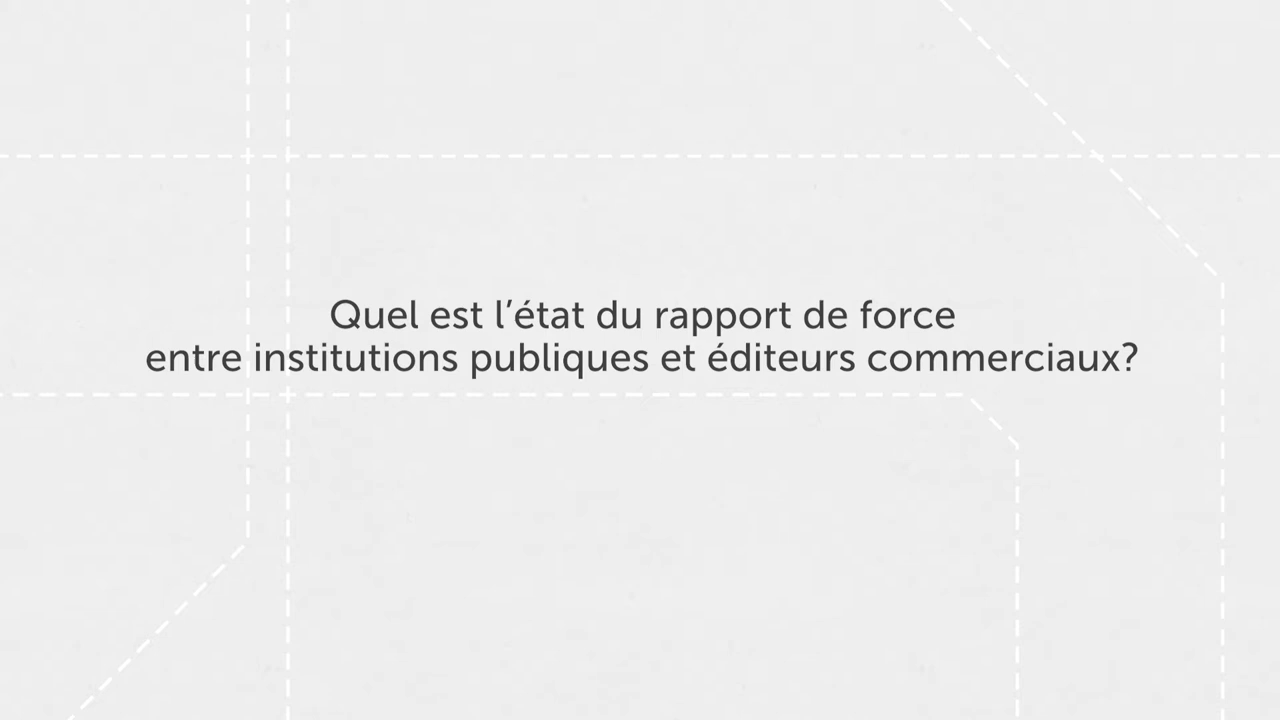 Quel est l’état du rapport de force
entre institutions publiques et éditeurs commerciaux?